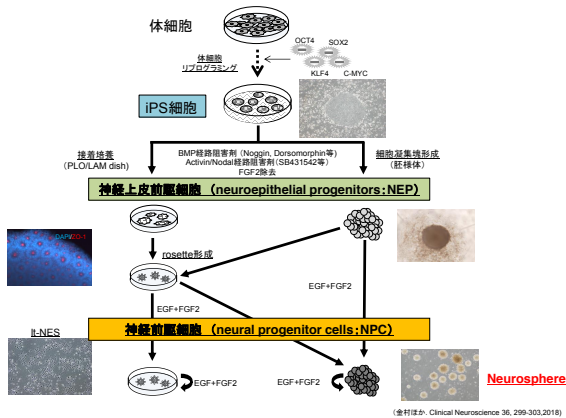 体細胞
OCT4
SOX2
KLF4
C-MYC
体細胞
リプログラミング
iPS細胞
接着培養
(PLO/LAM dish)
BMP経路阻害剤 (Noggin, Dorsomorphin等)
Activin/Nodal経路阻害剤(SB431542等)
FGF2除去
細胞凝集塊形成
(胚様体)
神経上皮前駆細胞 (neuroepithelial progenitors:NEP)
DAPI/ZO-1
rosette形成
EGF+FGF2
EGF+FGF2
神経前駆細胞 (neural progenitor cells:NPC)
lt-NES
EGF+FGF2
EGF+FGF2
Neurosphere
(金村ほか. Clinical Neuroscience 36, 299-303,2018)